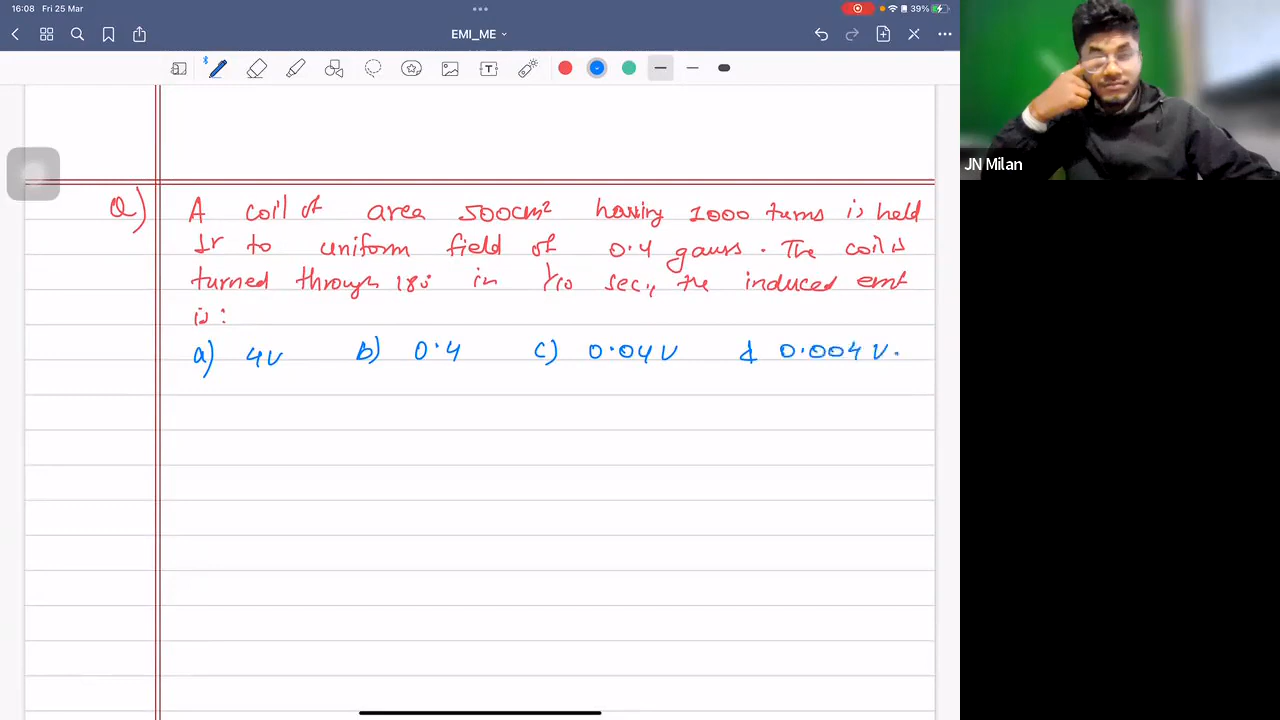 16:08 Fri 25 Mar
39%
EMI_ME
JN Milan
Q) A coil of area 500cm² having 1000 turns is held
⊥r to uniform field of 0.4 gauss. The coil is
turned through 180° in 1/10 sec., the induced emf
is:
a) 4V b) 0.4 c) 0.04V d 0.004V.